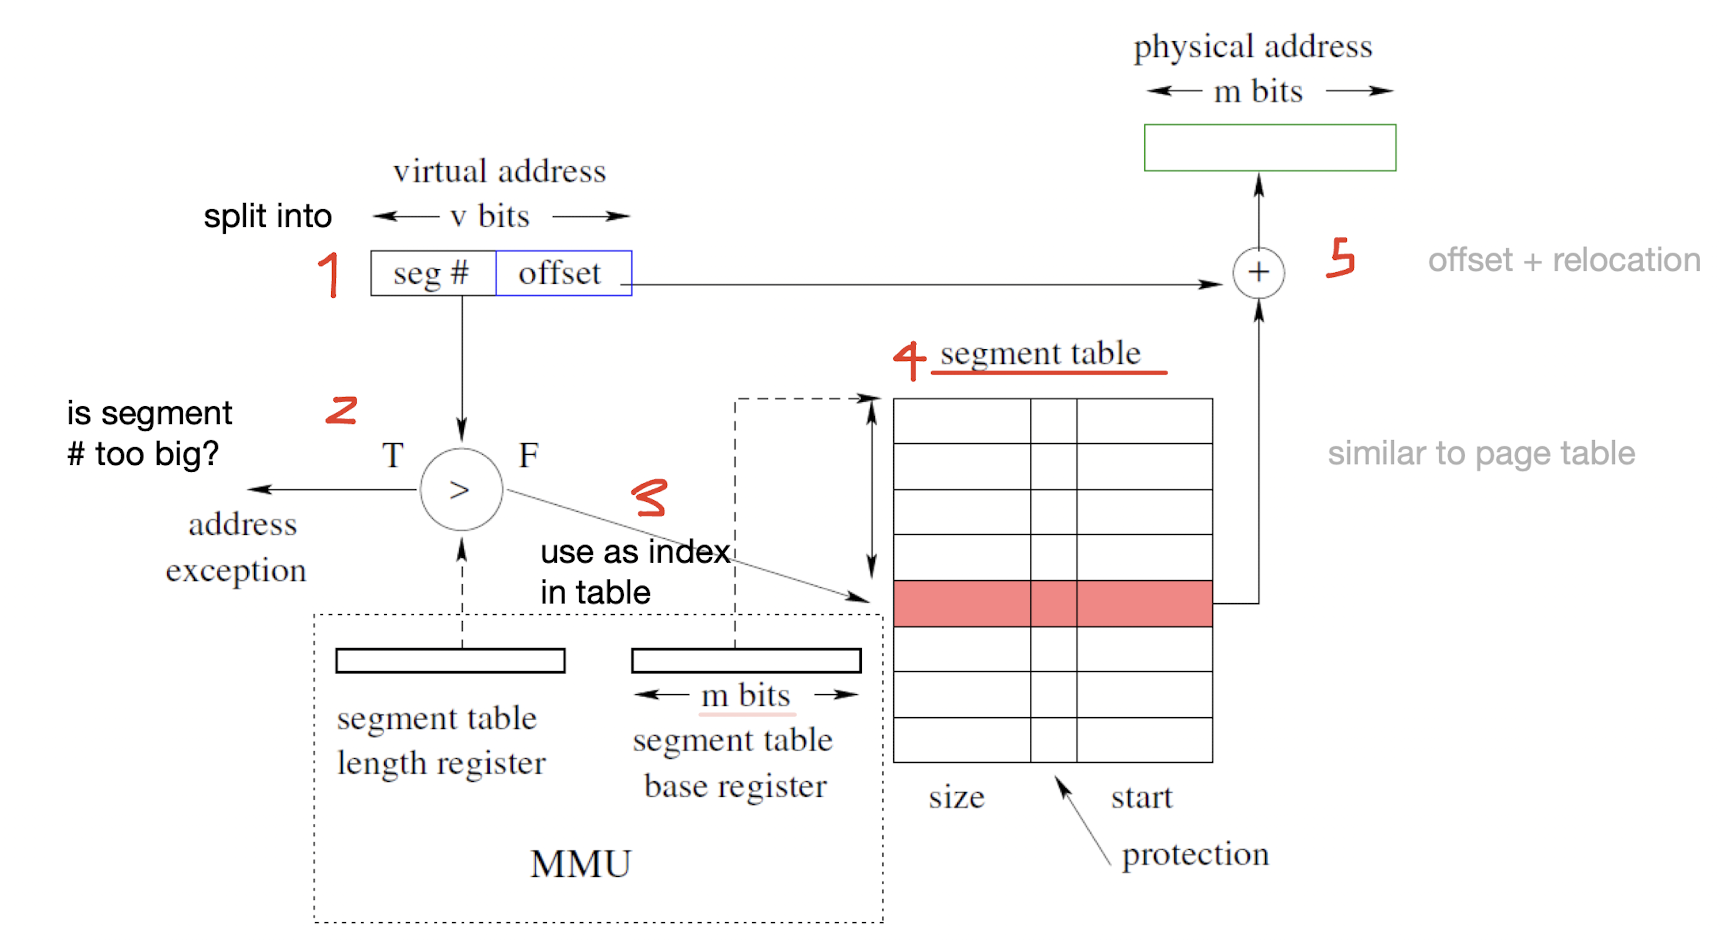 physical address
m bits
virtual address
split into
v bits
1
seg #
offset
+
5
offset + relocation
4
segment table
is segment
# too big?
2
T
F
>
3
address
exception
use as index
in table
similar to page table
m bits
segment table
length register
segment table
base register
size
start
protection
MMU